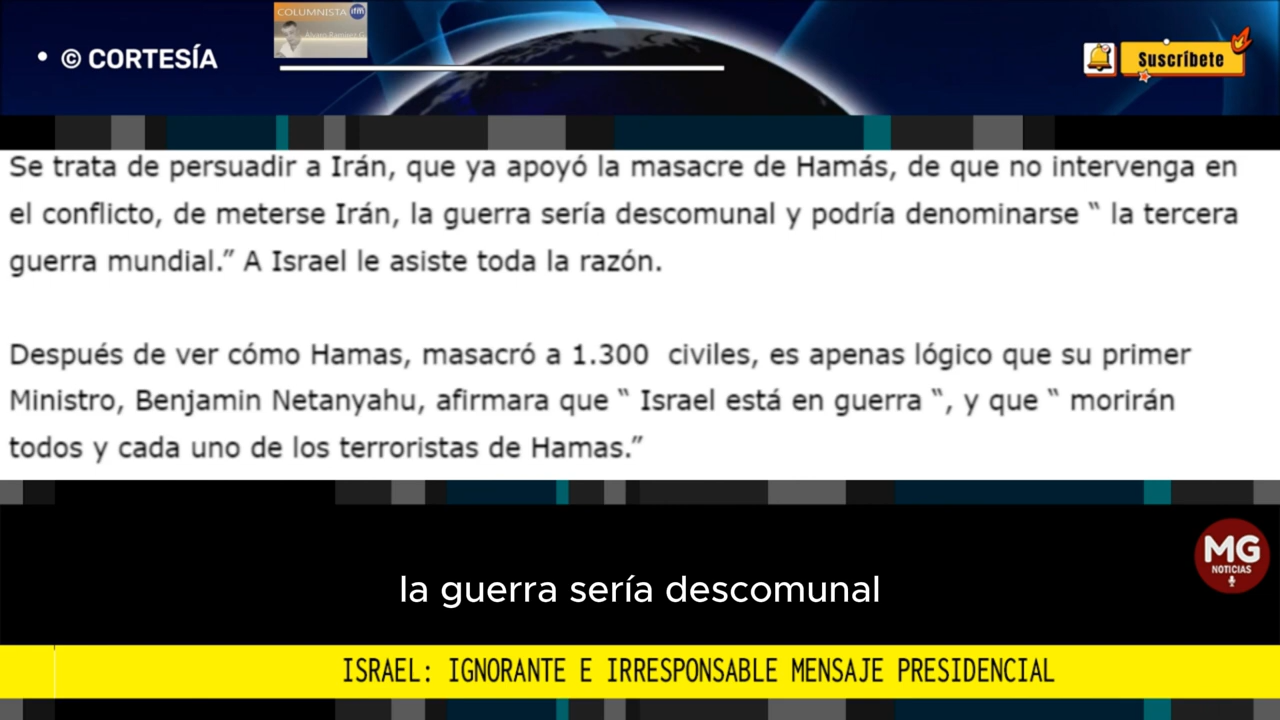 COLUMNISTA ifm
Álvaro Ramírez G
• © CORTESÍA
Suscríbete
Se trata de persuadir a Irán, que ya apoyó la masacre de Hamás, de que no intervenga en
el conflicto, de meterse Irán, la guerra sería descomunal y podría denominarse “ la tercera
guerra mundial.” A Israel le asiste toda la razón.
Después de ver cómo Hamas, masacró a 1.300 civiles, es apenas lógico que su primer
Ministro, Benjamin Netanyahu, afirmara que “ Israel está en guerra “, y que “ morirán
todos y cada uno de los terroristas de Hamas.”
MG
NOTICIAS
la guerra sería descomunal
ISRAEL: IGNORANTE E IRRESPONSABLE MENSAJE PRESIDENCIAL